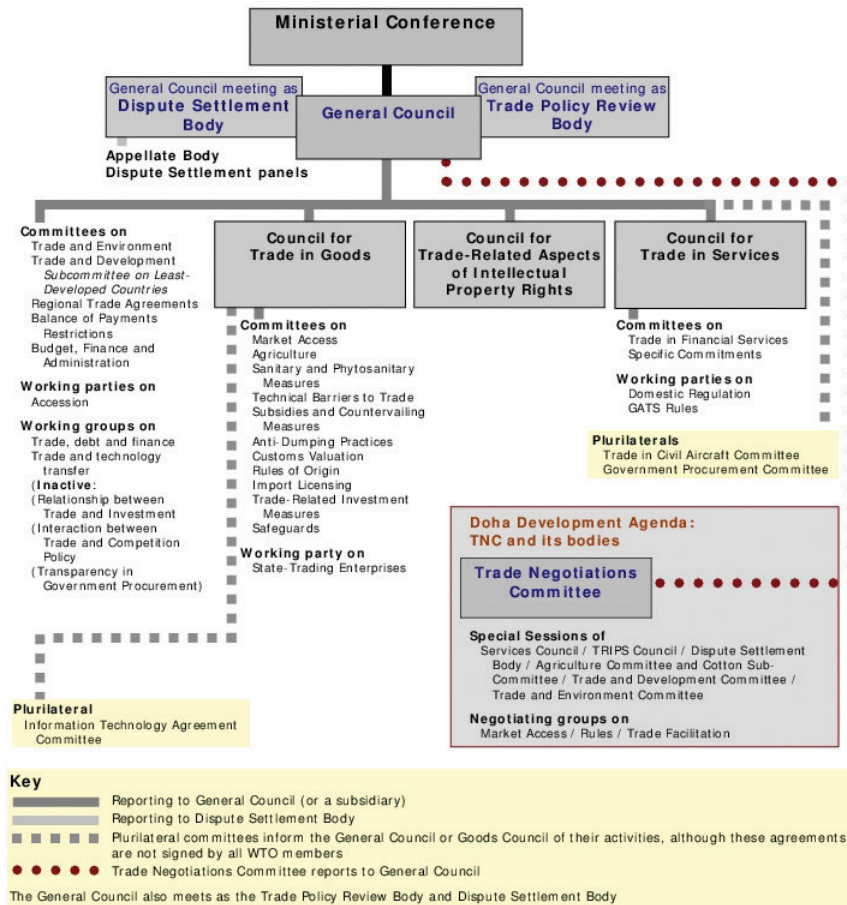 Ministerial Conference
General Council meeting as
Dispute Settlement
Body
General Council
General Council meeting as
Trade Policy Review
Body
Appellate Body
Dispute Settlement panels
Committees on
Trade and Environment
Trade and Development
Subcommittee on Least-
Developed Countries
Regional Trade Agreements
Balance of Payments
Restrictions
Budget, Finance and
Administration
Working parties on
Accession
Working groups on
Trade, debt and finance
Trade and technology
transfer
(Inactive:
(Relationship between
Trade and Investment
(Interaction between
Trade and Competition
Policy
(Transparency in
Government Procurement)
Council for
Trade in Goods
Committees on
Market Access
Agriculture
Sanitary and Phytosanitary
Measures
Technical Barriers to Trade
Subsidies and Countervailing
Measures
Anti-Dumping Practices
Customs Valuation
Rules of Origin
Import Licensing
Trade-Related Investment
Measures
Safeguards
Working party on
State-Trading Enterprises
Council for
Trade-Related Aspects
of Intellectual
Property Rights
Council for
Trade in Services
Committees on
Trade in Financial Services
Specific Commitments
Working parties on
Domestic Regulation
GATS Rules
Plurilaterals
Trade in Civil Aircraft Committee
Government Procurement Committee
Doha Development Agenda:
TNC and its bodies
Trade Negotiations
Committee
Special Sessions of
Services Council / TRIPS Council / Dispute Settlement
Body / Agriculture Committee and Cotton Sub-
Committee / Trade and Development Committee /
Trade and Environment Committee
Negotiating groups on
Market Access / Rules / Trade Facilitation
Plurilateral
Information Technology Agreement
Committee
Key
Reporting to General Council (or a subsidiary)
Reporting to Dispute Settlement Body
Plurilateral committees inform the General Council or Goods Council of their activities, although these agreements
are not signed by all WTO members
Trade Negotiations Committee reports to General Council
The General Council also meets as the Trade Policy Review Body and Dispute Settlement Body